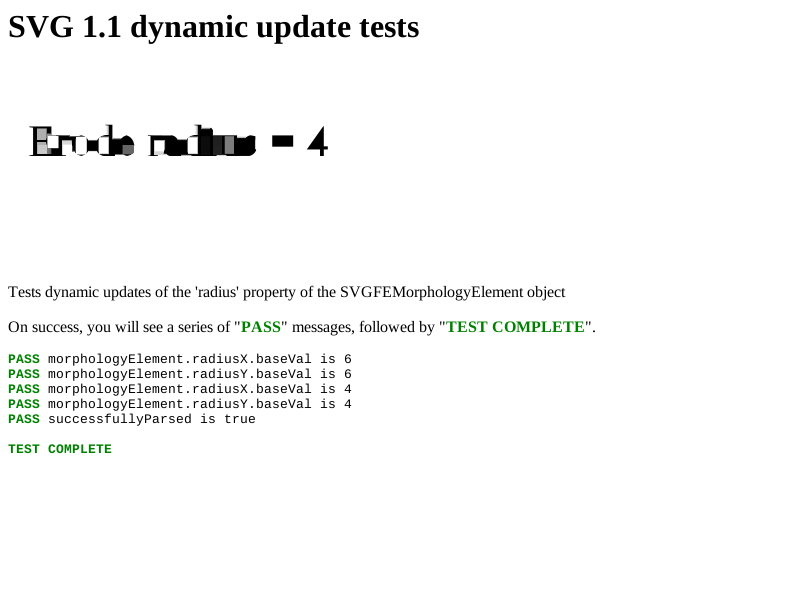 SVG 1.1 dynamic update tests
Erode radius = 4
Tests dynamic updates of the 'radius' property of the SVGFEMorphologyElement object
On success, you will see a series of "PASS" messages, followed by "TEST COMPLETE".
PASS morphologyElement.radiusX.baseVal is 6
PASS morphologyElement.radiusY.baseVal is 6
PASS morphologyElement.radiusX.baseVal is 4
PASS morphologyElement.radiusY.baseVal is 4
PASS successfullyParsed is true
TEST COMPLETE